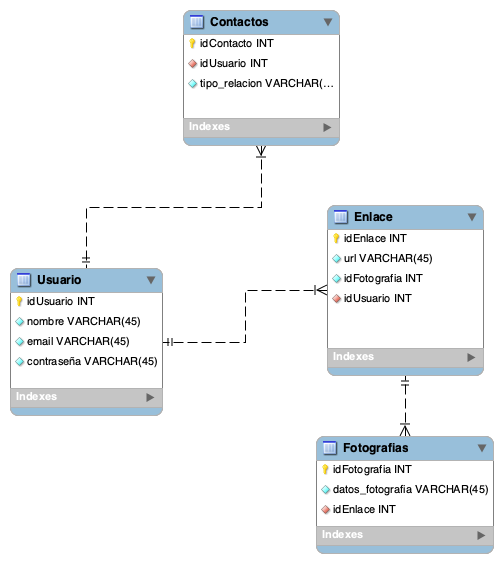 Contactos
idContacto INT
idUsuario INT
tipo_relacion VARCHAR(...
Indexes
Enlace
idEnlace INT
url VARCHAR(45)
idFotografia INT
idUsuario INT
Indexes
Usuario
idUsuario INT
nombre VARCHAR(45)
email VARCHAR(45)
contraseña VARCHAR(45)
Indexes
Fotografias
idFotografia INT
datos_fotografia VARCHAR(45)
idEnlace INT
Indexes